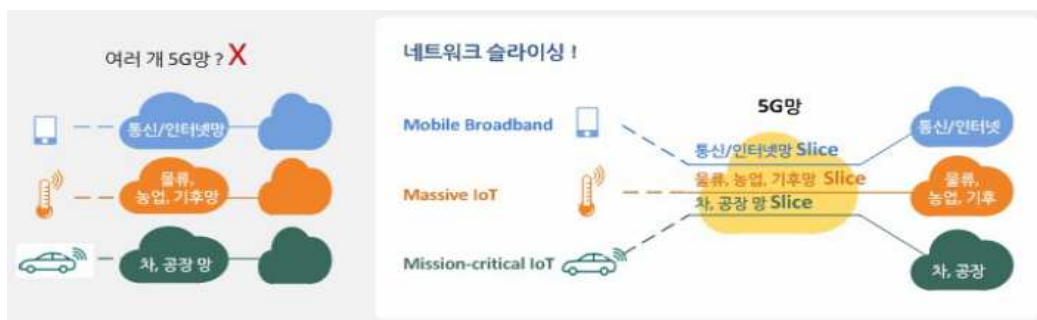 여러 개 5G망 ? X
통신/인터넷망
물류,
농업, 기후망
차, 공장 망
네트워크 슬라이싱 !
5G망
Mobile Broadband
통신/인터넷망 Slice
통신/인터넷
Massive IoT
물류, 농업, 기후망 Slice
물류,
농업, 기후
차, 공장 망 Slice
Mission-critical IoT
차, 공장